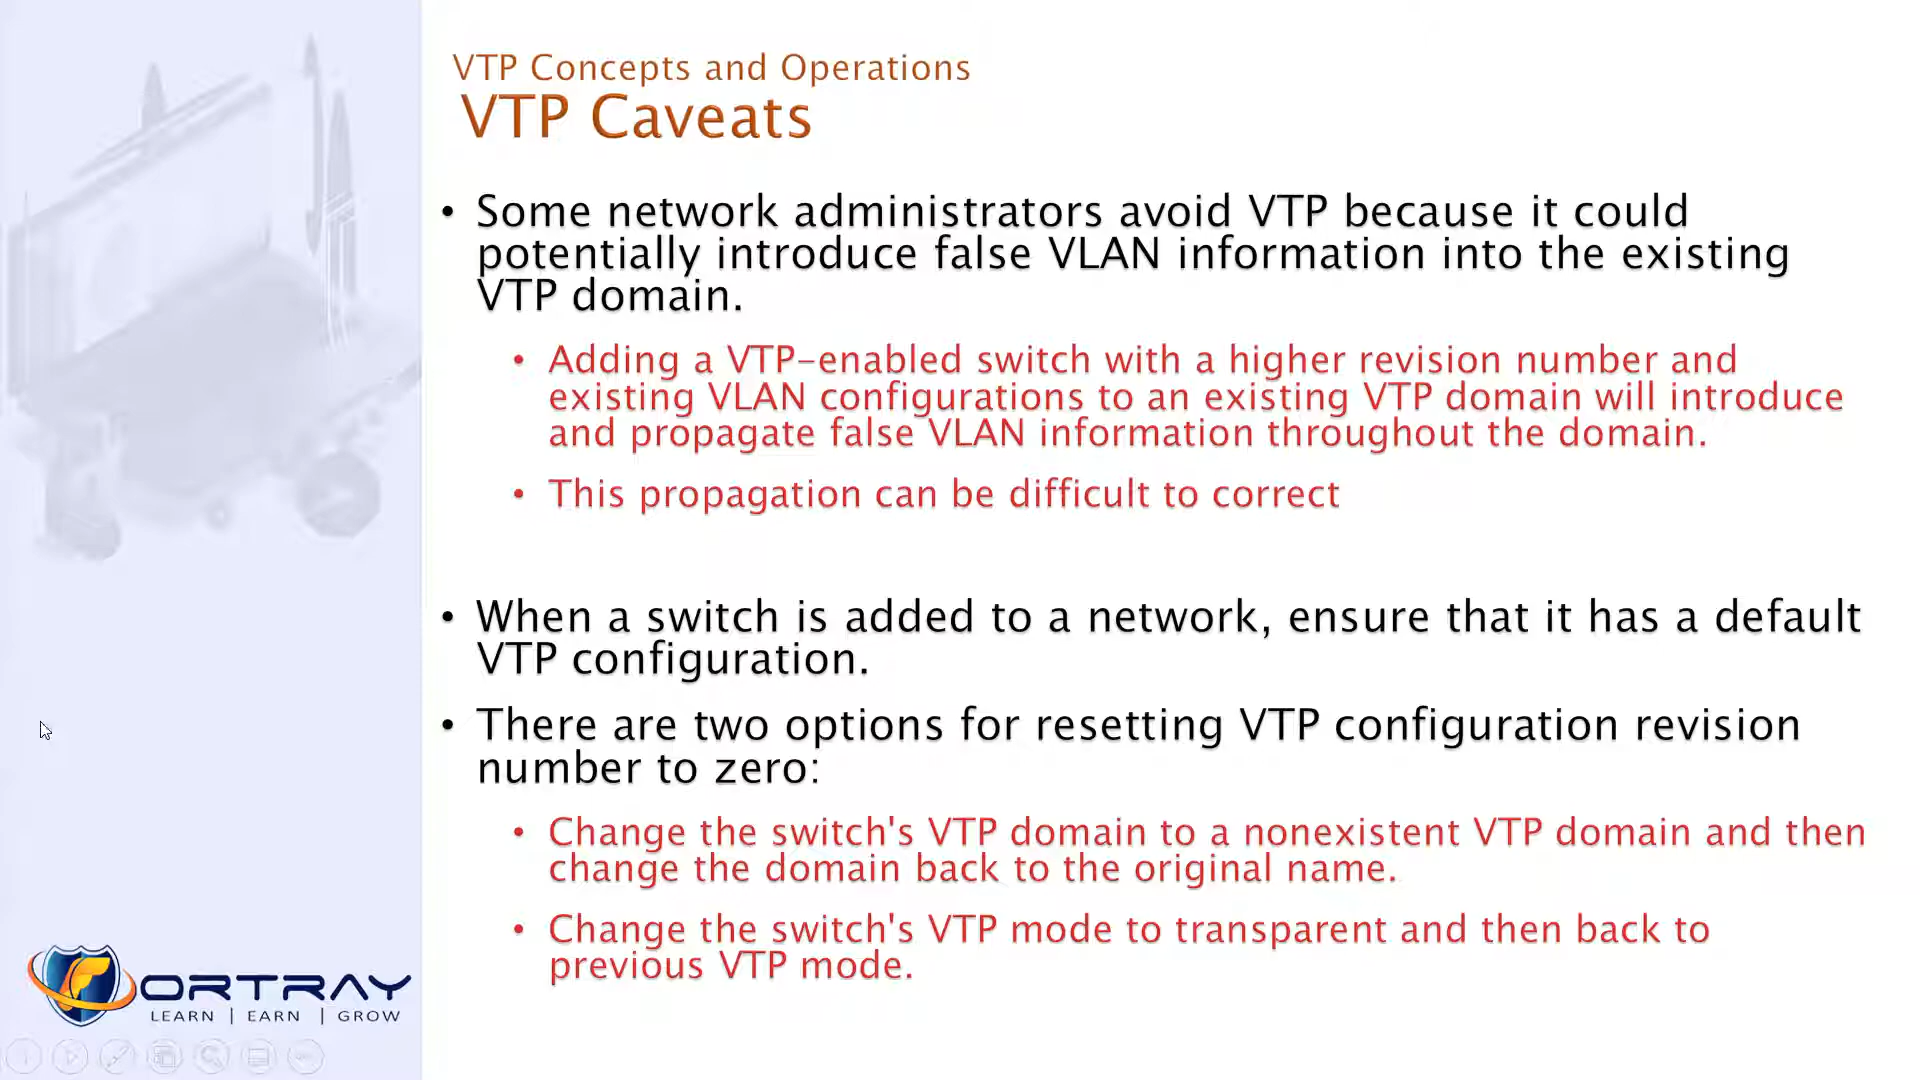 VTP Concepts and Operations
VTP Caveats
• Some network administrators avoid VTP because it could
potentially introduce false VLAN information into the existing
VTP domain.
• Adding a VTP-enabled switch with a higher revision number and
existing VLAN configurations to an existing VTP domain will introduce
and propagate false VLAN information throughout the domain.
• This propagation can be difficult to correct
• When a switch is added to a network, ensure that it has a default
VTP configuration.
• There are two options for resetting VTP configuration revision
number to zero:
• Change the switch's VTP domain to a nonexistent VTP domain and then
change the domain back to the original name.
• Change the switch's VTP mode to transparent and then back to
previous VTP mode.
FORTRAY
LEARN | EARN | GROW